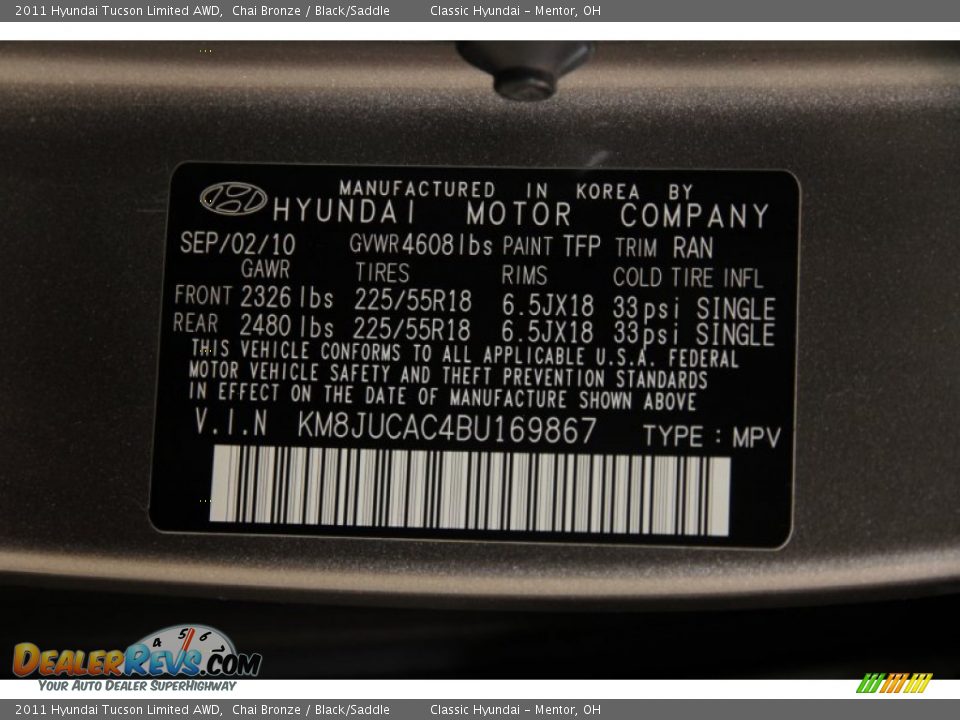 2011 Hyundai Tucson Limited AWD, Chai Bronze / Black/Saddle Classic Hyundai - Mentor, OH
MANUFACTURED IN KOREA BY
HYUNDAI MOTOR COMPANY
SEP/02/10 GVWR 4608lbs PAINT TFP TRIM RAN
GAWR TIRES RIMS COLD TIRE INFL
FRONT 2326 lbs 225/55R18 6.5JX18 33psi SINGLE
REAR 2480 lbs 225/55R18 6.5JX18 33psi SINGLE
THIS VEHICLE CONFORMS TO ALL APPLICABLE U.S.A. FEDERAL
MOTOR VEHICLE SAFETY AND THEFT PREVENTION STANDARDS
IN EFFECT ON THE DATE OF MANUFACTURE SHOWN ABOVE
V.I.N KM8JUCAC4BU169867 TYPE : MPV
4 5 6 7
DEALERREVS.COM
YOUR AUTO DEALER SUPERHIGHWAY
2011 Hyundai Tucson Limited AWD, Chai Bronze / Black/Saddle Classic Hyundai - Mentor, OH